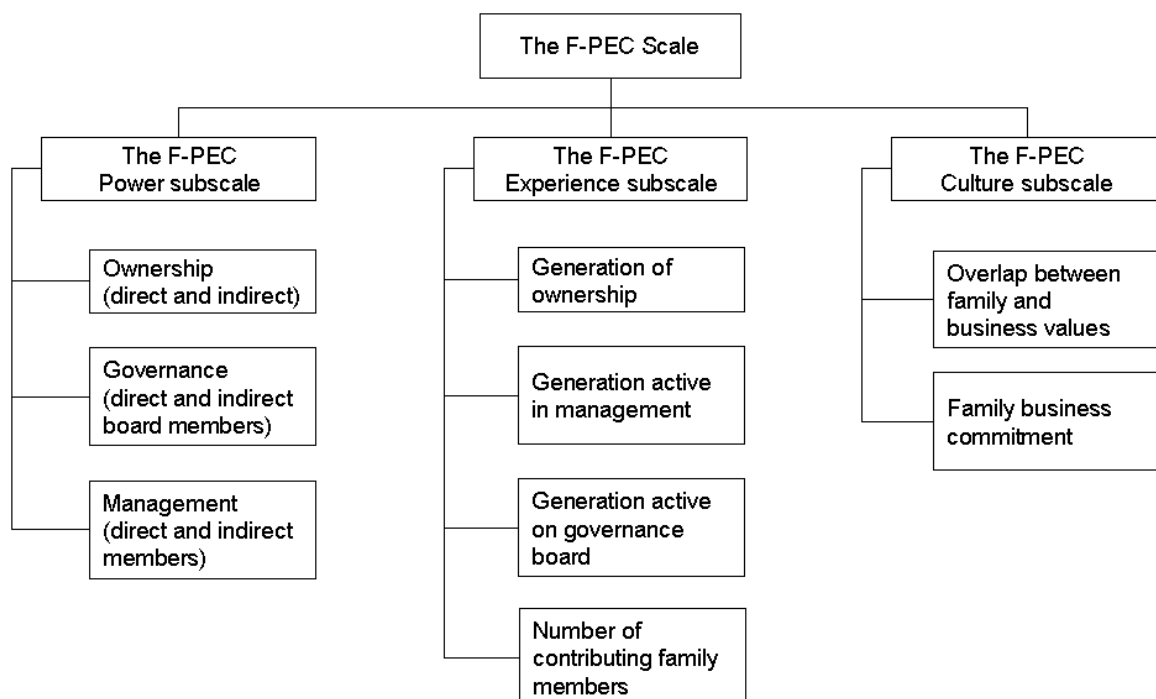 The F-PEC Scale
The F-PEC
Power subscale
Ownership
(direct and indirect)
Governance
(direct and indirect
board members)
Management
(direct and indirect
members)
The F-PEC
Experience subscale
Generation of
ownership
Generation active
in management
Generation active
on governance
board
Number of
contributing family
members
The F-PEC
Culture subscale
Overlap between
family and
business values
Family business
commitment